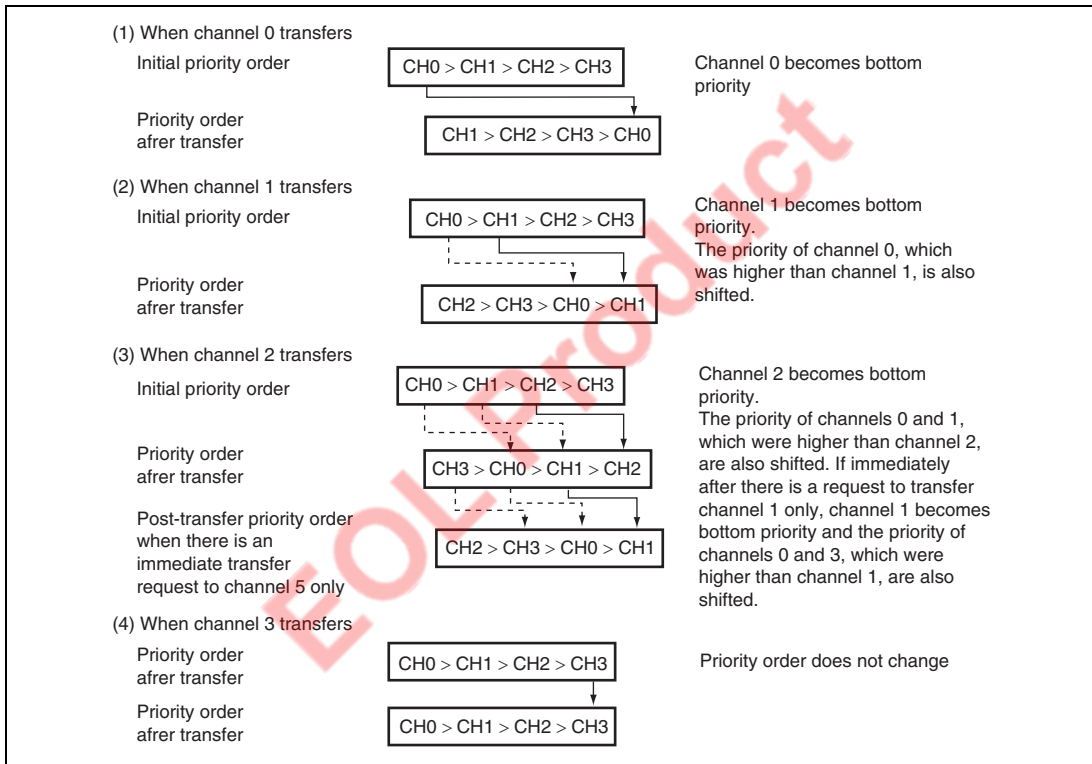 (1) When channel 0 transfers
Initial priority order
CH0 > CH1 > CH2 > CH3
Channel 0 becomes bottom
priority
Priority order
afrer transfer
CH1 > CH2 > CH3 > CH0
(2) When channel 1 transfers
Initial priority order
CH0 > CH1 > CH2 > CH3
Channel 1 becomes bottom
priority.
The priority of channel 0, which
was higher than channel 1, is also
shifted.
Priority order
afrer transfer
CH2 > CH3 > CH0 > CH1
(3) When channel 2 transfers
Initial priority order
CH0 > CH1 > CH2 > CH3
Channel 2 becomes bottom
priority.
The priority of channels 0 and 1,
which were higher than channel 2,
are also shifted. If immediately
after there is a request to transfer
channel 1 only, channel 1 becomes
bottom priority and the priority of
channels 0 and 3, which were
higher than channel 1, are also
shifted.
Priority order
afrer transfer
CH3 > CH0 > CH1 > CH2
Post-transfer priority order
when there is an
immediate transfer
request to channel 5 only
CH2 > CH3 > CH0 > CH1
(4) When channel 3 transfers
Priority order
afrer transfer
CH0 > CH1 > CH2 > CH3
Priority order does not change
Priority order
afrer transfer
CH0 > CH1 > CH2 > CH3
EOL Product